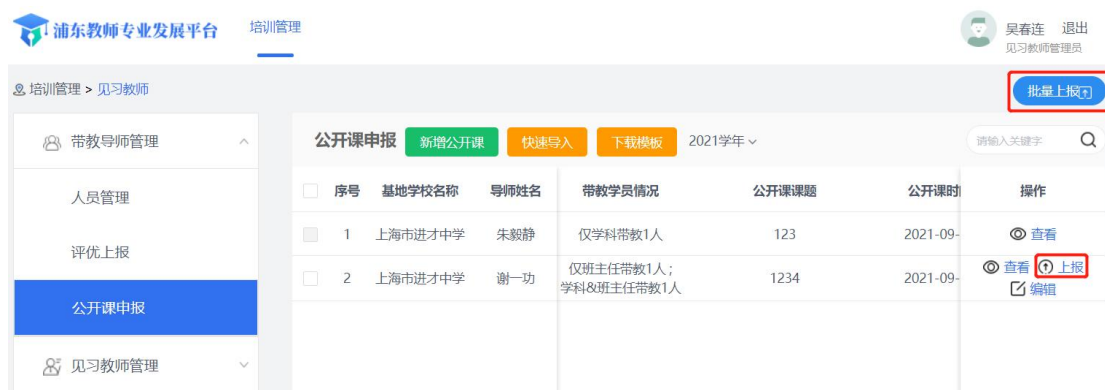 浦东教师专业发展平台 培训管理 吴春连 退出
见习教师管理员
培训管理 > 见习教师 批量上报
带教导师管理 公开课申报 新增公开课 快速导入 下载模板 2021学年 请输入关键字
序号 基地学校名称 导师姓名 带教学员情况 公开课课题 公开课时 操作
人员管理
1 上海市进才中学 朱毅静 仅学科带教1人 123 2021-09- 查看
评优上报
2 上海市进才中学 谢一功 仅班主任带教1人； 1234 2021-09- 查看 上报
学科&班主任带教1人 编辑
公开课申报
见习教师管理